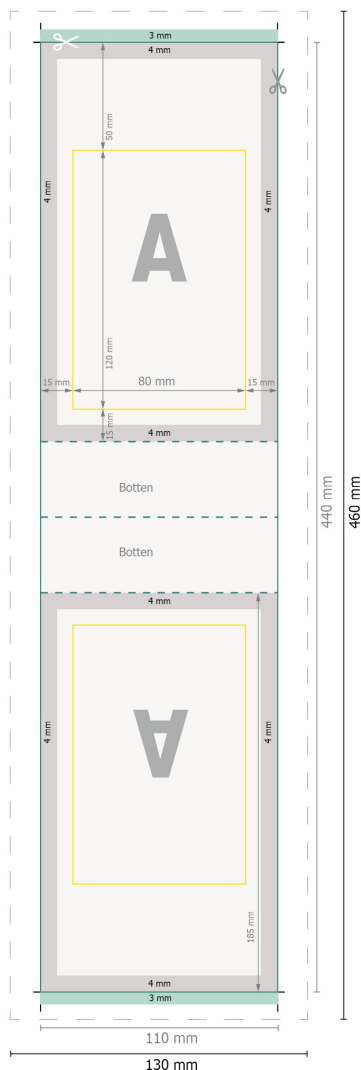 3 mm
4 mm
50 mm
4 mm
4 mm
A
120 mm
15 mm
80 mm
15 mm
15 mm
4 mm
Botten
440 mm
460 mm
Botten
4 mm
A
4 mm
4 mm
185 mm
4 mm
3 mm
110 mm
130 mm